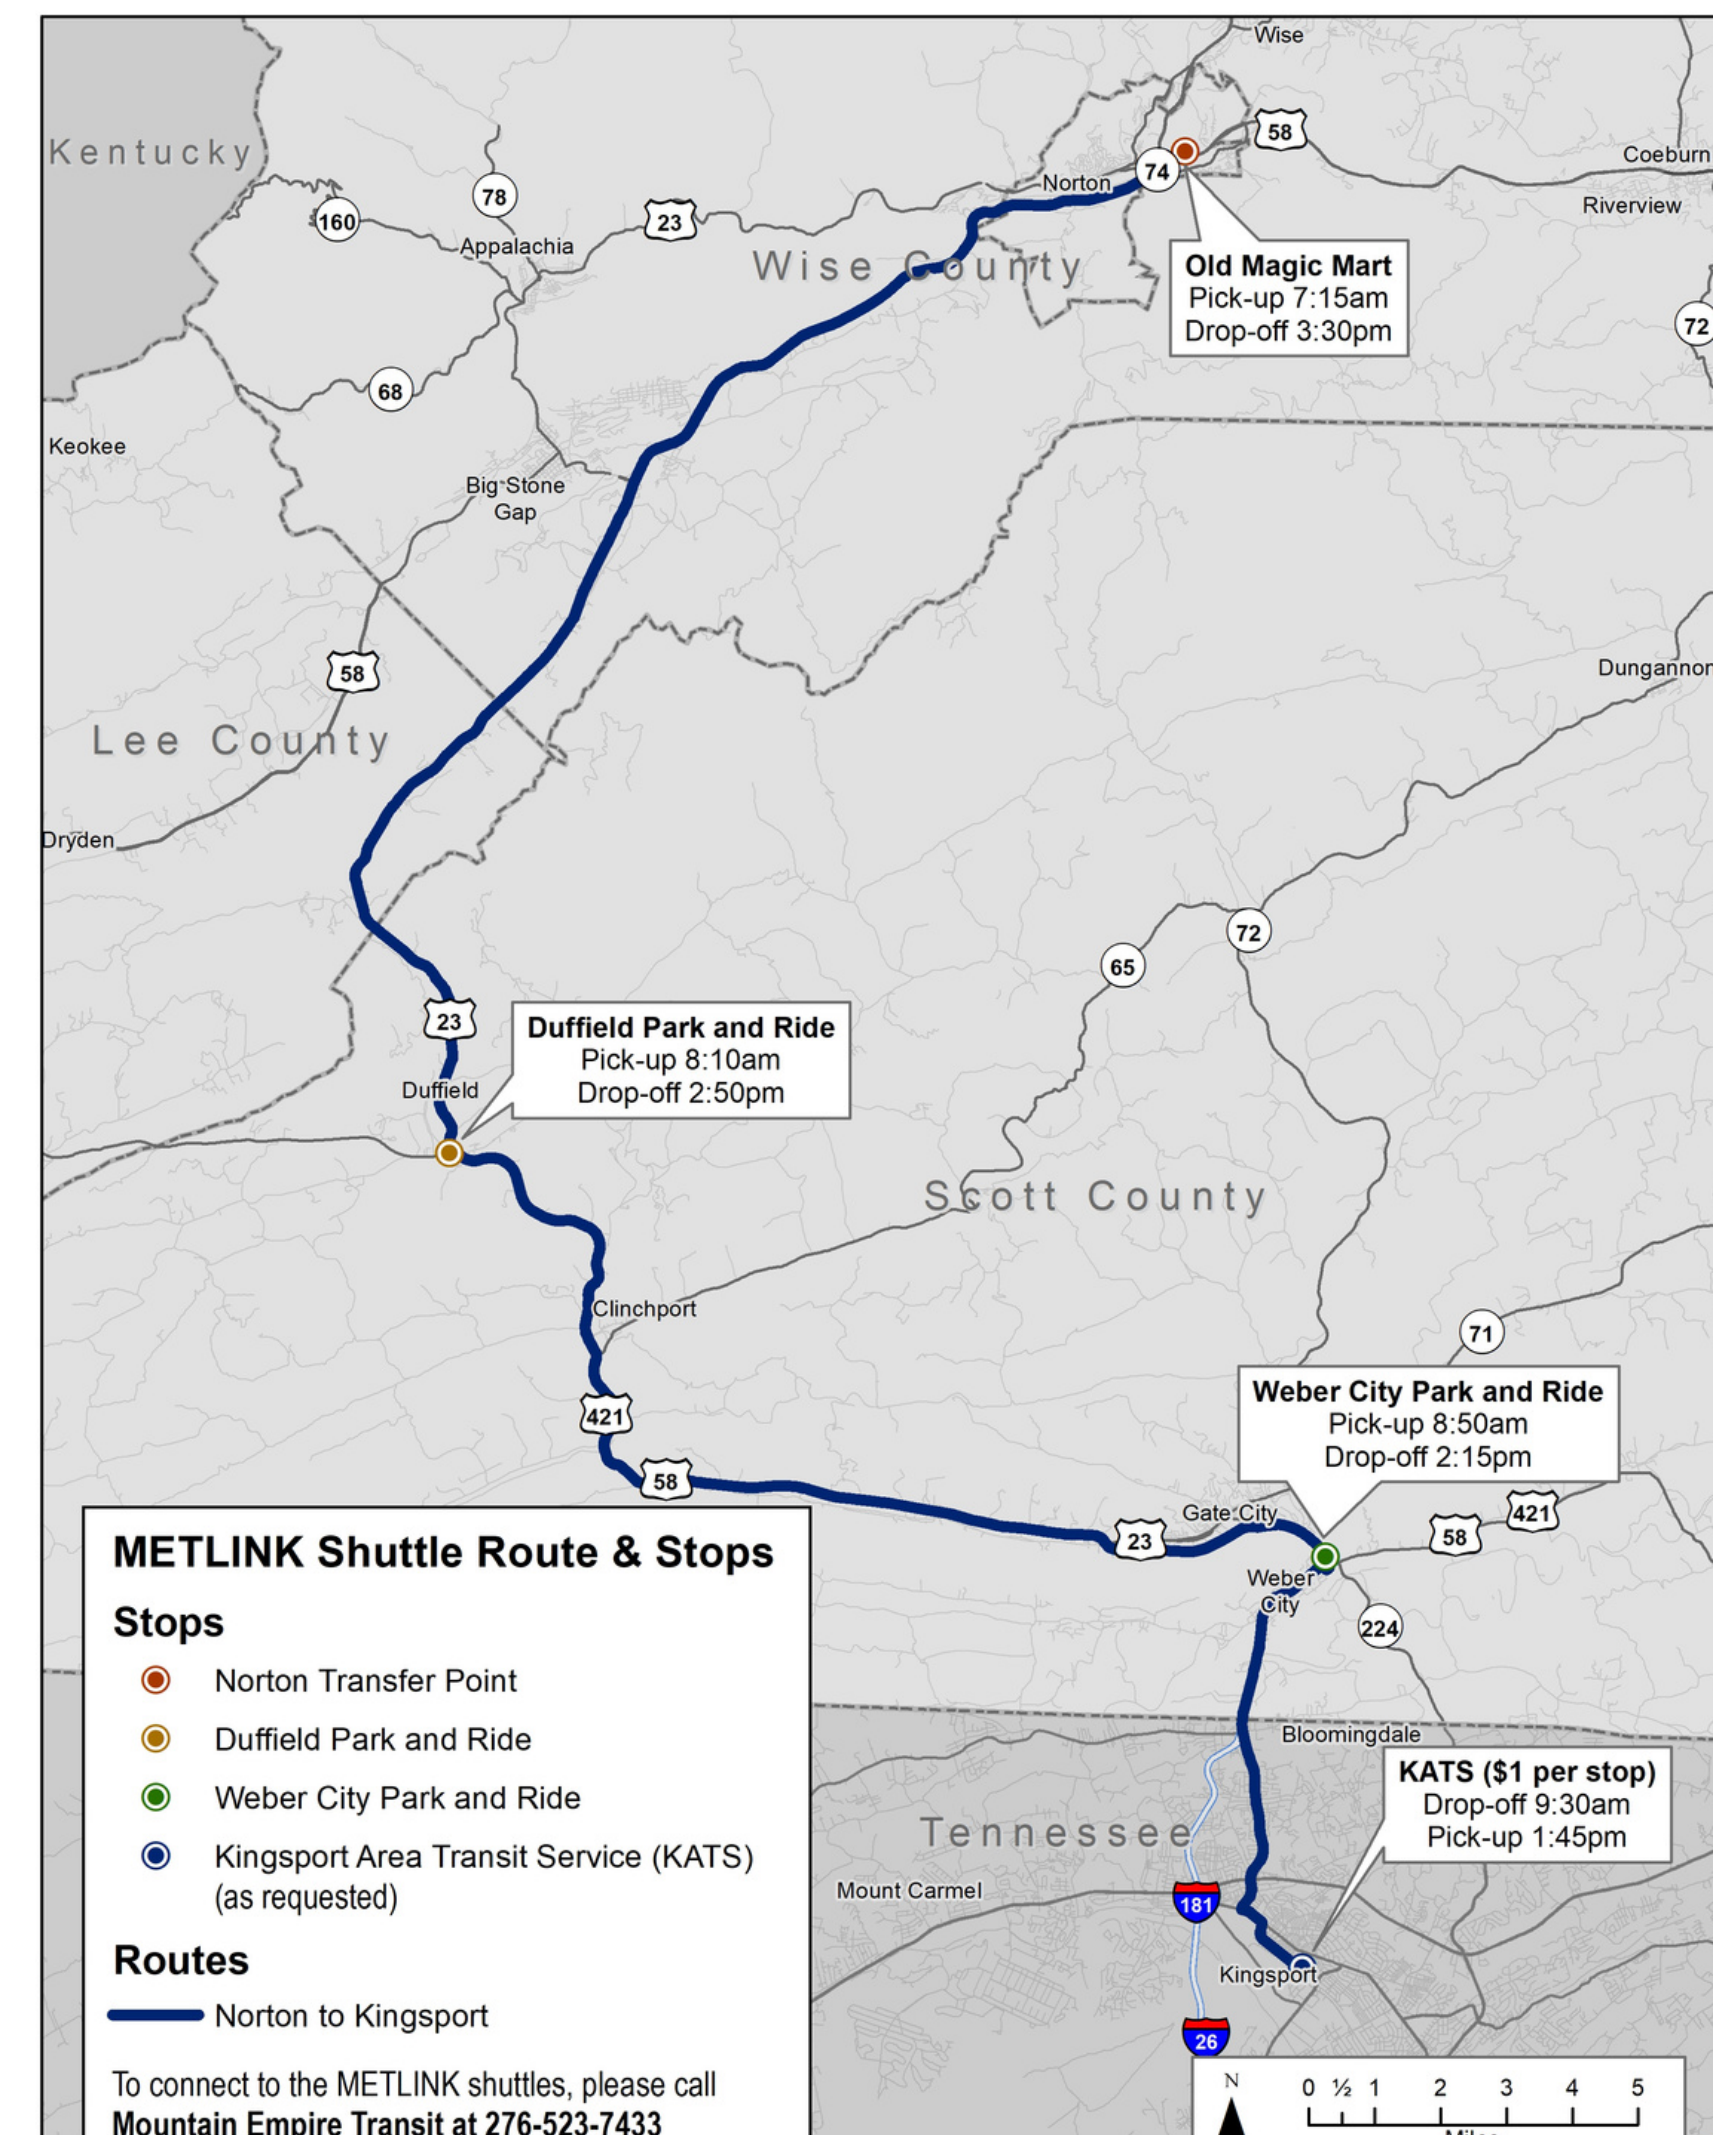 Wise
Kentucky
58
Coeburn
74
Norton
78
160
23
Riverview
Appalachia
Wise County
Old Magic Mart
Pick-up 7:15am
Drop-off 3:30pm
72
68
Keokee
Big Stone
Gap
58
Dungannon
Lee County
Dryden
72
65
23
Duffield Park and Ride
Pick-up 8:10am
Drop-off 2:50pm
Duffield
Scott County
Clinchport
71
Weber City Park and Ride
Pick-up 8:50am
Drop-off 2:15pm
421
58
Gate City
23
58
421
Weber
City
224
METLINK Shuttle Route & Stops
Stops
Norton Transfer Point
Duffield Park and Ride
Weber City Park and Ride
Kingsport Area Transit Service (KATS)
(as requested)
Routes
Norton to Kingsport
To connect to the METLINK shuttles, please call
Mountain Empire Transit at 276-523-7433
Bloomingdale
KATS ($1 per stop)
Drop-off 9:30am
Pick-up 1:45pm
Tennessee
Mount Carmel
181
Kingsport
26
N
0 ½ 1 2 3 4 5
Miles